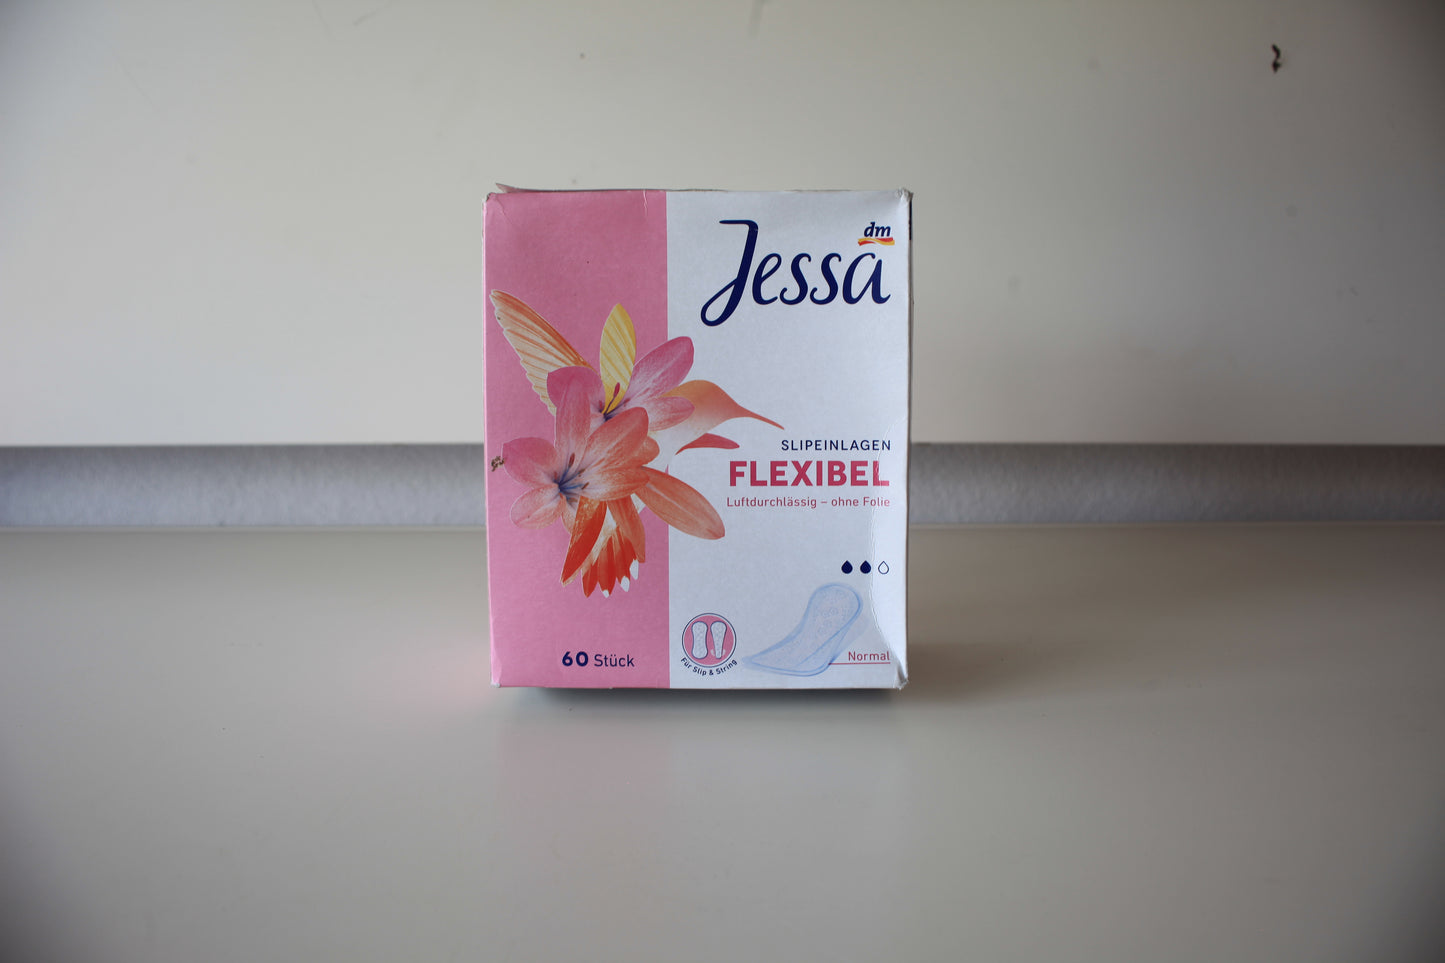 dm
Jessa
SLIPEINLAGEN
FLEXIBEL
Luftdurchlässig – ohne Folie
60 Stück
Für Slip & String
Normal